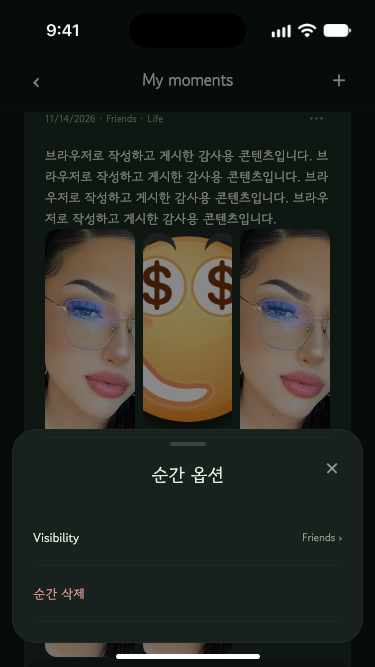 9:41
My moments
11/14/2026 · Friends · Life
브라우저로 작성하고 게시한 감사용 콘텐츠입니다. 브
라우저로 작성하고 게시한 감사용 콘텐츠입니다. 브라
우저로 작성하고 게시한 감사용 콘텐츠입니다. 브라우
저로 작성하고 게시한 감사용 콘텐츠입니다.
순간 옵션
Visibility
Friends ›
순간 삭제